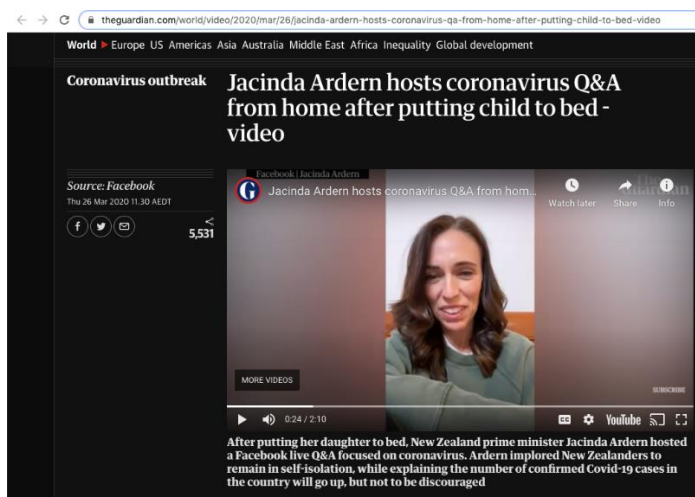 theguardian.com/world/video/2020/mar/26/jacinda-ardern-hosts-coronavirus-qa-from-home-after-putting-child-to-bed-video
World Europe US Americas Asia Australia Middle East Africa Inequality Global development
Coronavirus outbreak
Jacinda Ardern hosts coronavirus Q&A
from home after putting child to bed -
video
Source: Facebook
Thu 26 Mar 2020 11.30 AEDT
5,531
Facebook | Jacinda Ardern
The
Guardian
G
Jacinda Ardern hosts coronavirus Q&A from hom...
Watch later
Share
Info
MORE VIDEOS
SUBSCRIBE
0:24 / 2:10
CC
YouTube
After putting her daughter to bed, New Zealand prime minister Jacinda Ardern hosted
a Facebook live Q&A focused on coronavirus. Ardern implored New Zealanders to
remain in self-isolation, while explaining the number of confirmed Covid-19 cases in
the country will go up, but not to be discouraged